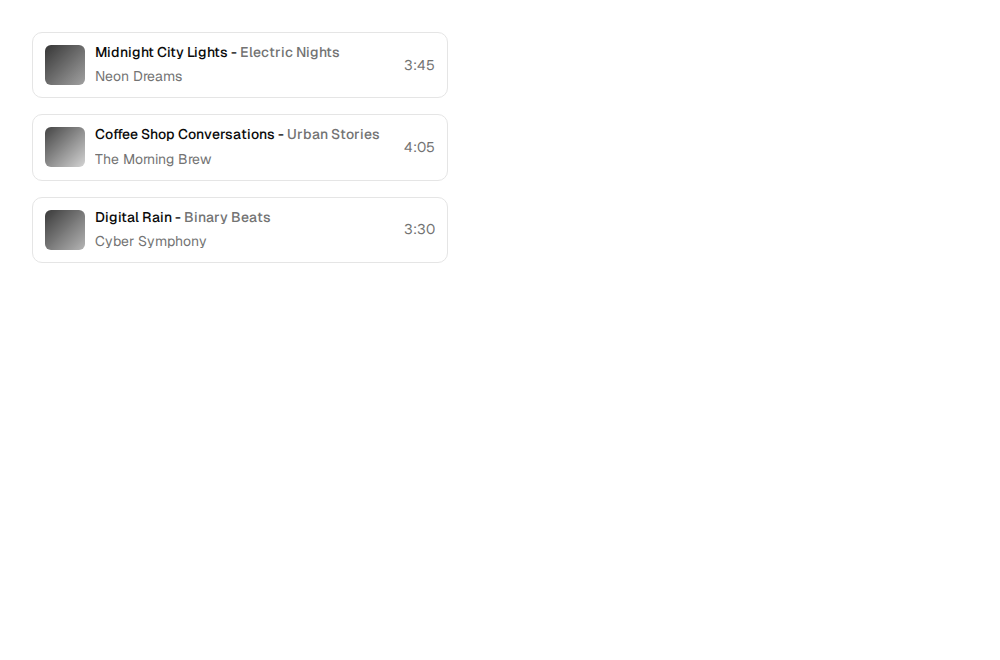 Midnight City Lights - Electric Nights
Neon Dreams
3:45
Coffee Shop Conversations - Urban Stories
The Morning Brew
4:05
Digital Rain - Binary Beats
Cyber Symphony
3:30